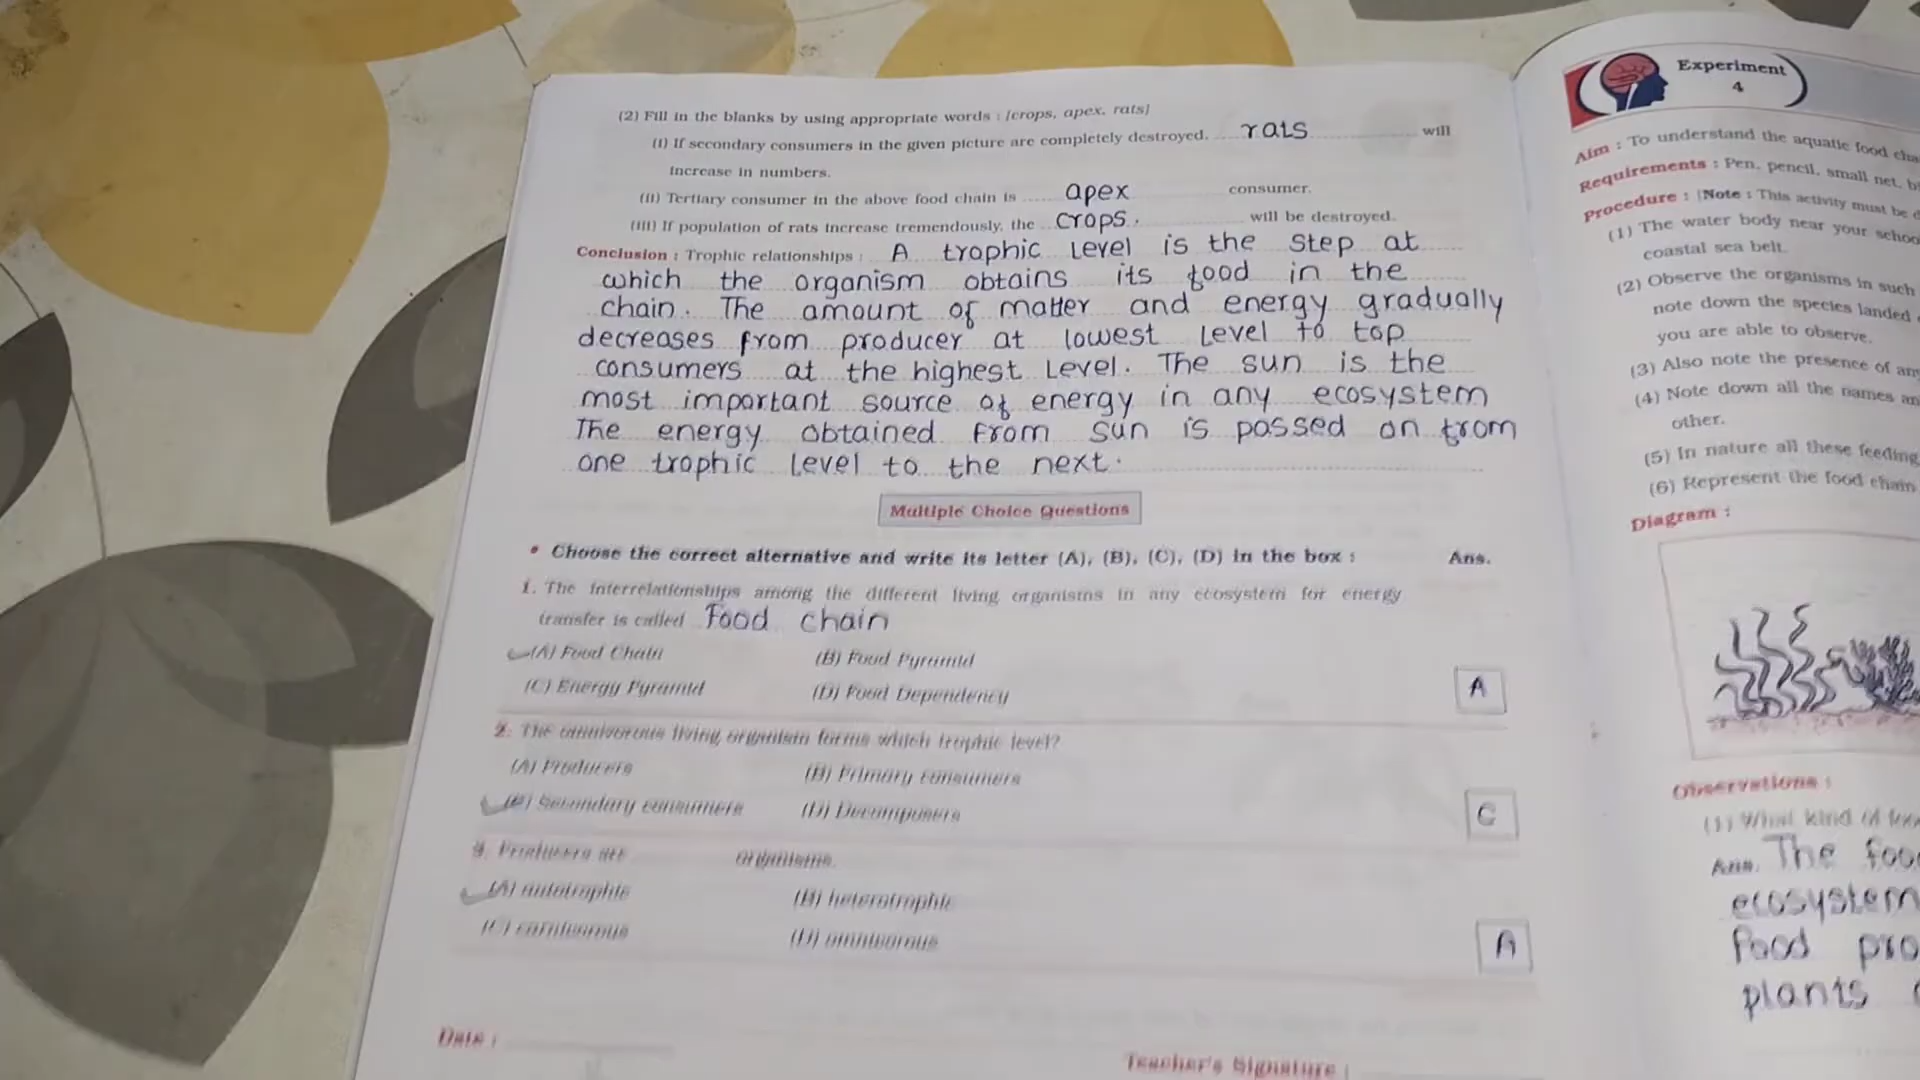 (2) Fill in the blanks by using appropriate words : [crops, apex, rats]
(i) If secondary consumers in the given picture are completely destroyed, rats will
increase in numbers.
(ii) Tertiary consumer in the above food chain is apex consumer.
(iii) If population of rats increase tremendously, the crops. will be destroyed.
Conclusion : Trophic relationships : A trophic level is the step at
which the organism obtains its food in the
chain. The amount of matter and energy gradually
decreases from producer at lowest level to top
consumers at the highest level. The sun is the
most important source of energy in any ecosystem
The energy obtained from sun is passed on from
one trophic level to the next.
Multiple Choice Questions
• Choose the correct alternative and write its letter (A), (B), (C), (D) in the box : Ans.
1. The interrelationships among the different living organisms in any ecosystem for energy
transfer is called Food chain
(A) Food Chain (B) Food Pyramid
(C) Energy Pyramid (D) Food Dependency A
2. The omnivorous living organism forms which trophic level?
(A) Producers (B) Primary consumers
(C) Secondary consumers (D) Decomposers C
3. Producers are organisms.
(A) autotrophic (B) heterotrophic
(C) carnivorous (D) omnivorous A
Date :
Teacher's Signature :
Experiment
4
Aim : To understand the aquatic food
Requirements : Pen, pencil, small net,
Procedure : [Note : This activity must be
(1) The water body near your
coastal sea belt.
(2) Observe the organisms in such
note down the species landed
you are able to observe.
(3) Also note the presence of
(4) Note down all the names
other.
(5) In nature all these feeding
(6) Represent the food chain
Diagram :
Observations :
(1) What kind of
Ans. The
ecosystem
Food
plants